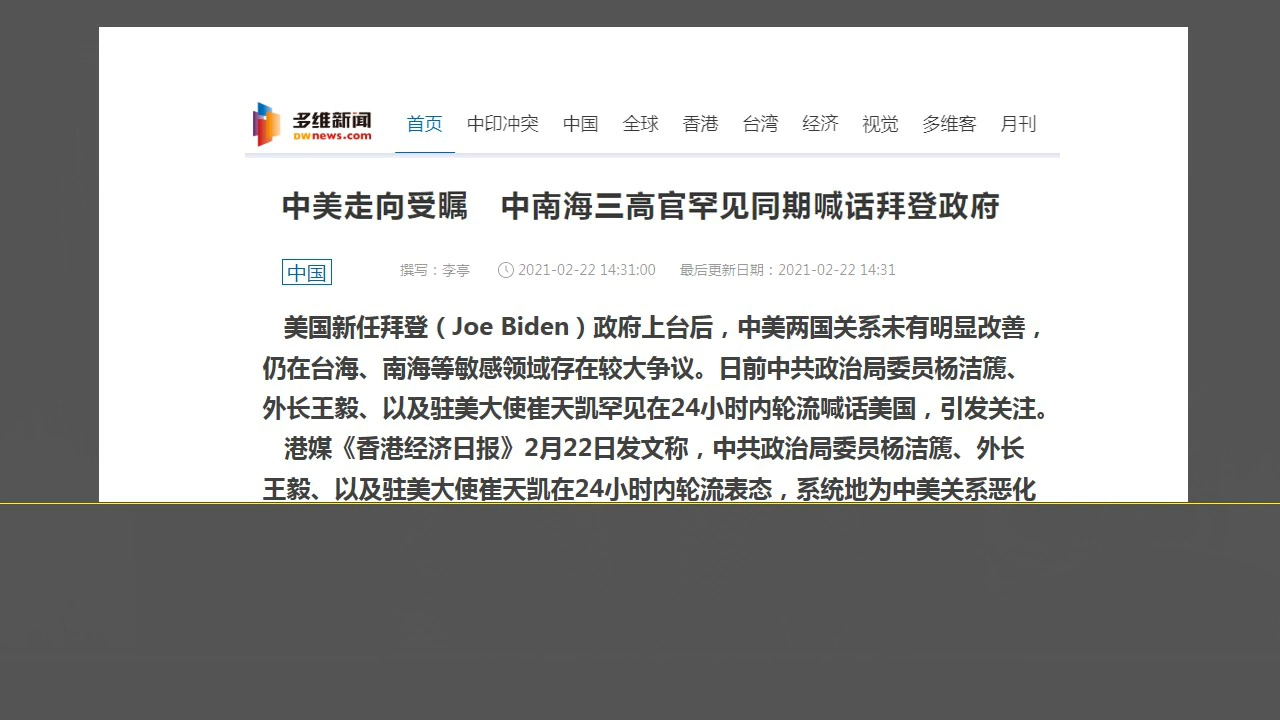 多维新闻
DWnews.com
首页 中印冲突 中国 全球 香港 台湾 经济 视觉 多维客 月刊
中美走向受瞩 中南海三高官罕见同期喊话拜登政府
中国 撰写：李亭 2021-02-22 14:31:00 最后更新日期：2021-02-22 14:31
美国新任拜登（Joe Biden）政府上台后，中美两国关系未有明显改善，
仍在台海、南海等敏感领域存在较大争议。日前中共政治局委员杨洁篪、
外长王毅、以及驻美大使崔天凯罕见在24小时内轮流喊话美国，引发关注。
港媒《香港经济日报》2月22日发文称，中共政治局委员杨洁篪、外长
王毅、以及驻美大使崔天凯在24小时内轮流表态，系统地为中美关系恶化